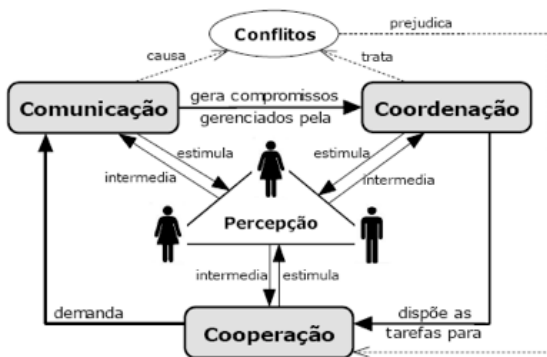 Conflitos
prejudica
causa
trata
Comunicação
gera compromissos
gerenciados pela
Coordenação
estimula
intermedia
estimula
intermedia
Percepção
intermedia
estimula
demanda
Cooperação
dispõe as
tarefas para